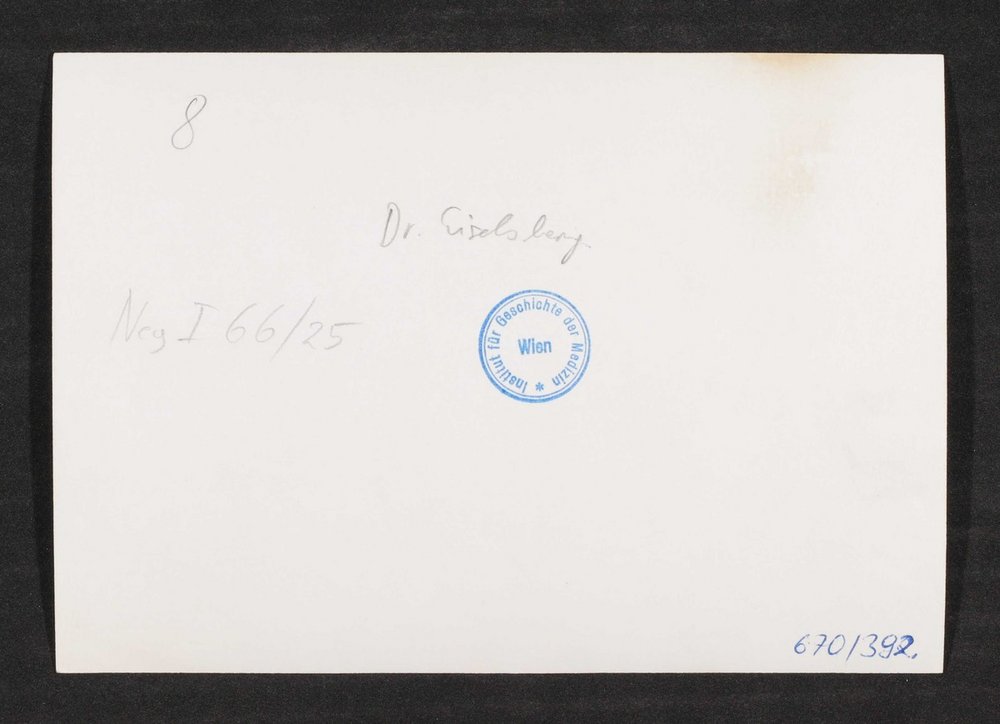 8
Dr. Eiselsberg
Neg I 66/25
Institut für Geschichte der Medizin *
Wien
670/392.